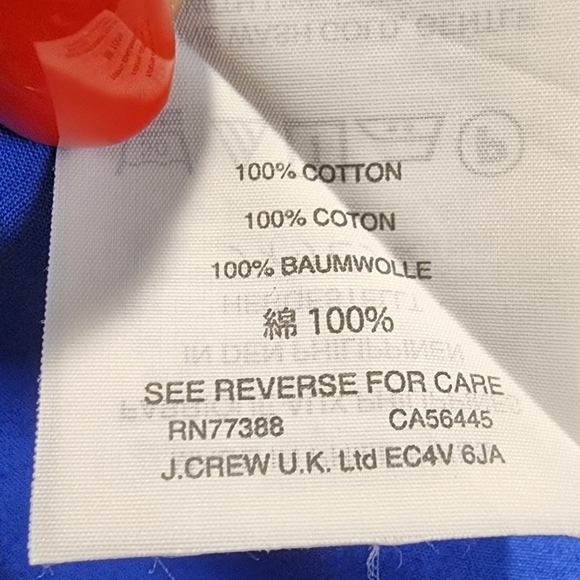 100% COTTON
100% COTON
100% BAUMWOLLE
綿 100%
SEE REVERSE FOR CARE
RN77388 CA56445
J.CREW U.K. Ltd EC4V 6JA